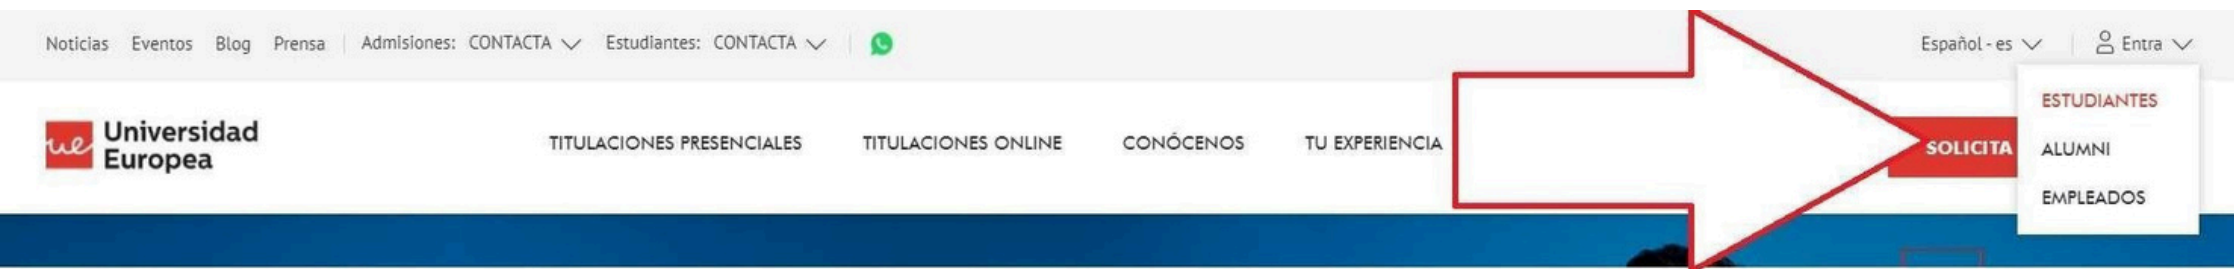 Noticias Eventos Blog Prensa Admisiones: CONTACTA Estudiantes: CONTACTA Español - es Entra
ue Universidad Europea
TITULACIONES PRESENCIALES TITULACIONES ONLINE CONÓCENOS TU EXPERIENCIA SOLICITA
ESTUDIANTES
ALUMNI
EMPLEADOS